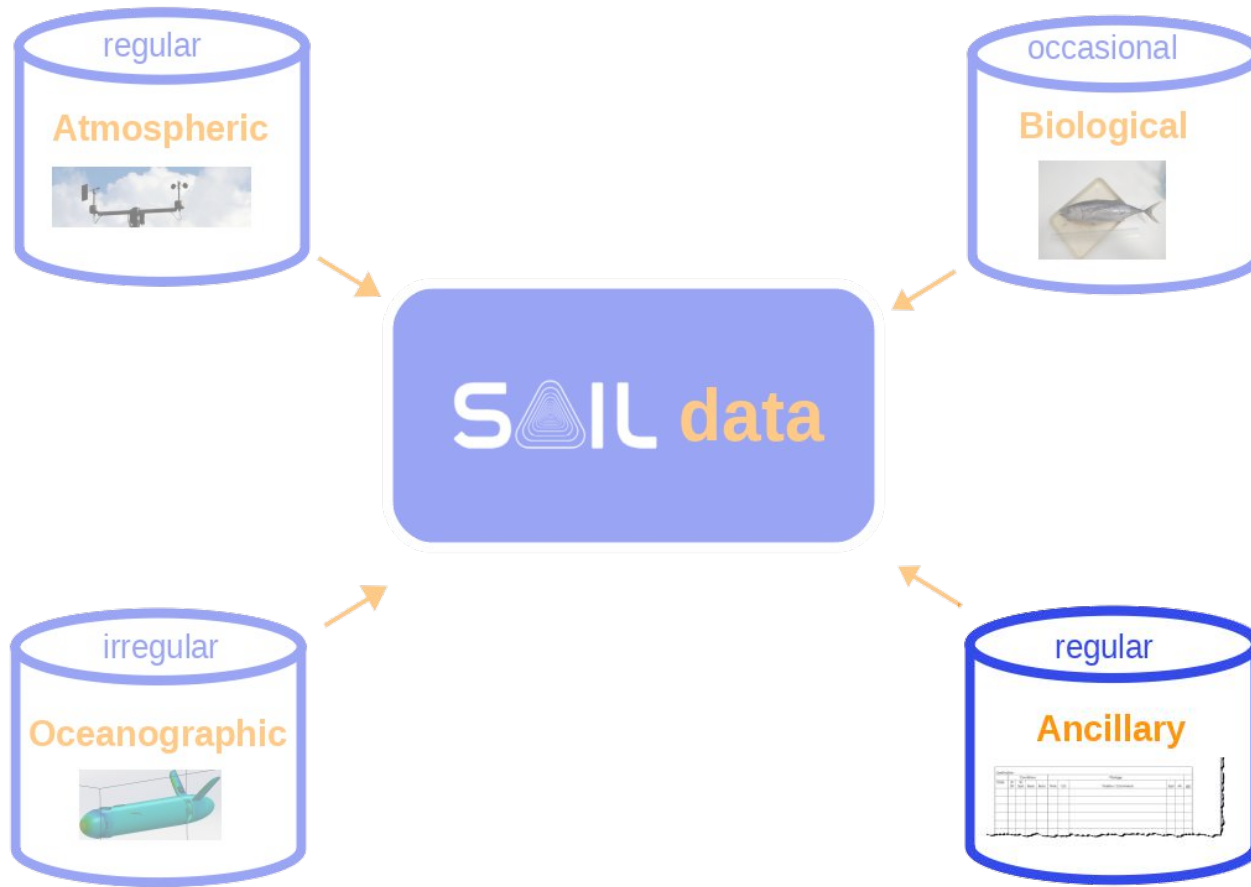 regular
Atmospheric
occasional
Biological
SAIL data
irregular
Oceanographic
regular
Ancillary